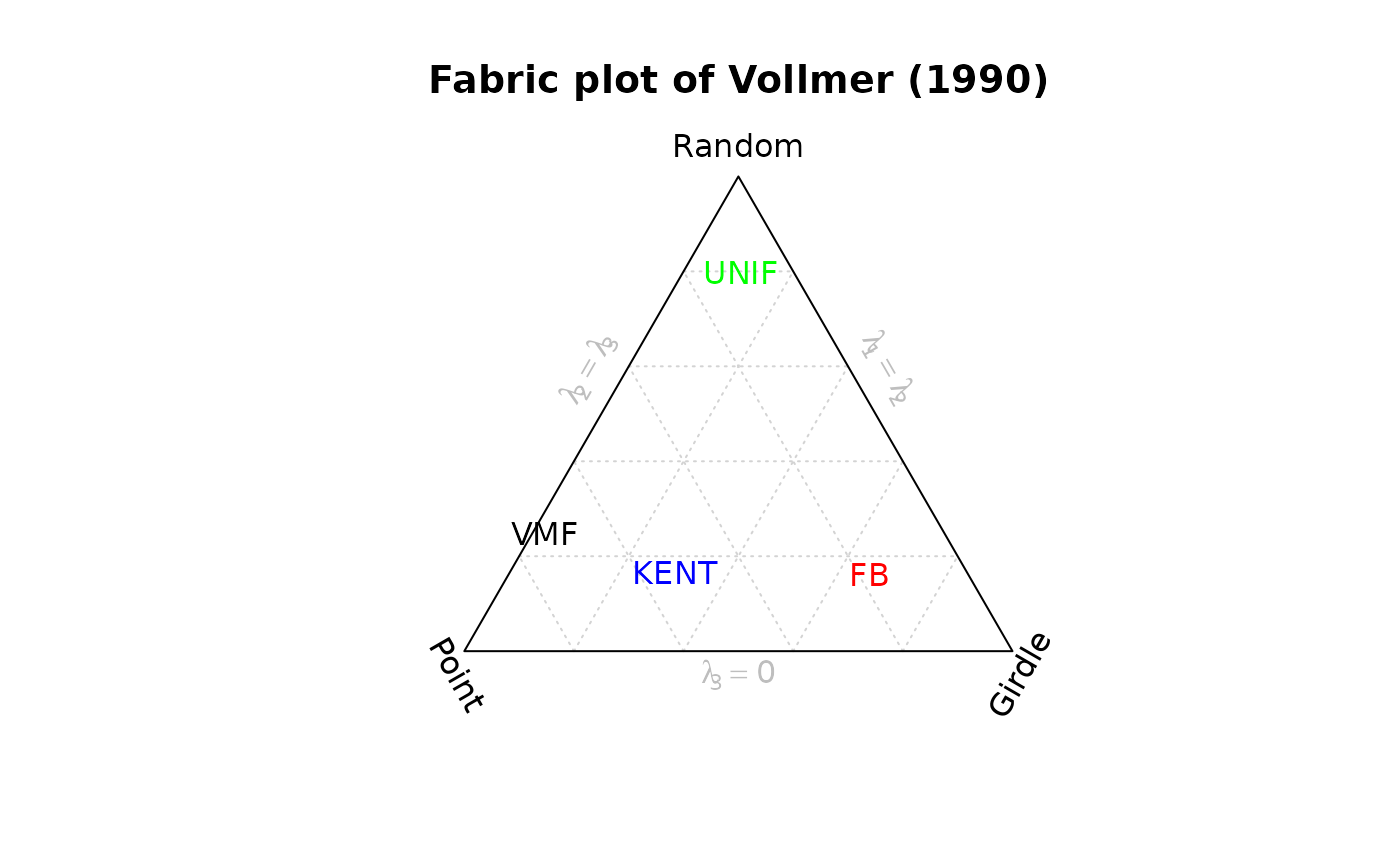 Fabric plot of Vollmer (1990)
Random
UNIF
λ2 = λ3
λ1 = λ2
VMF
KENT
FB
Point
λ3 = 0
Girdle